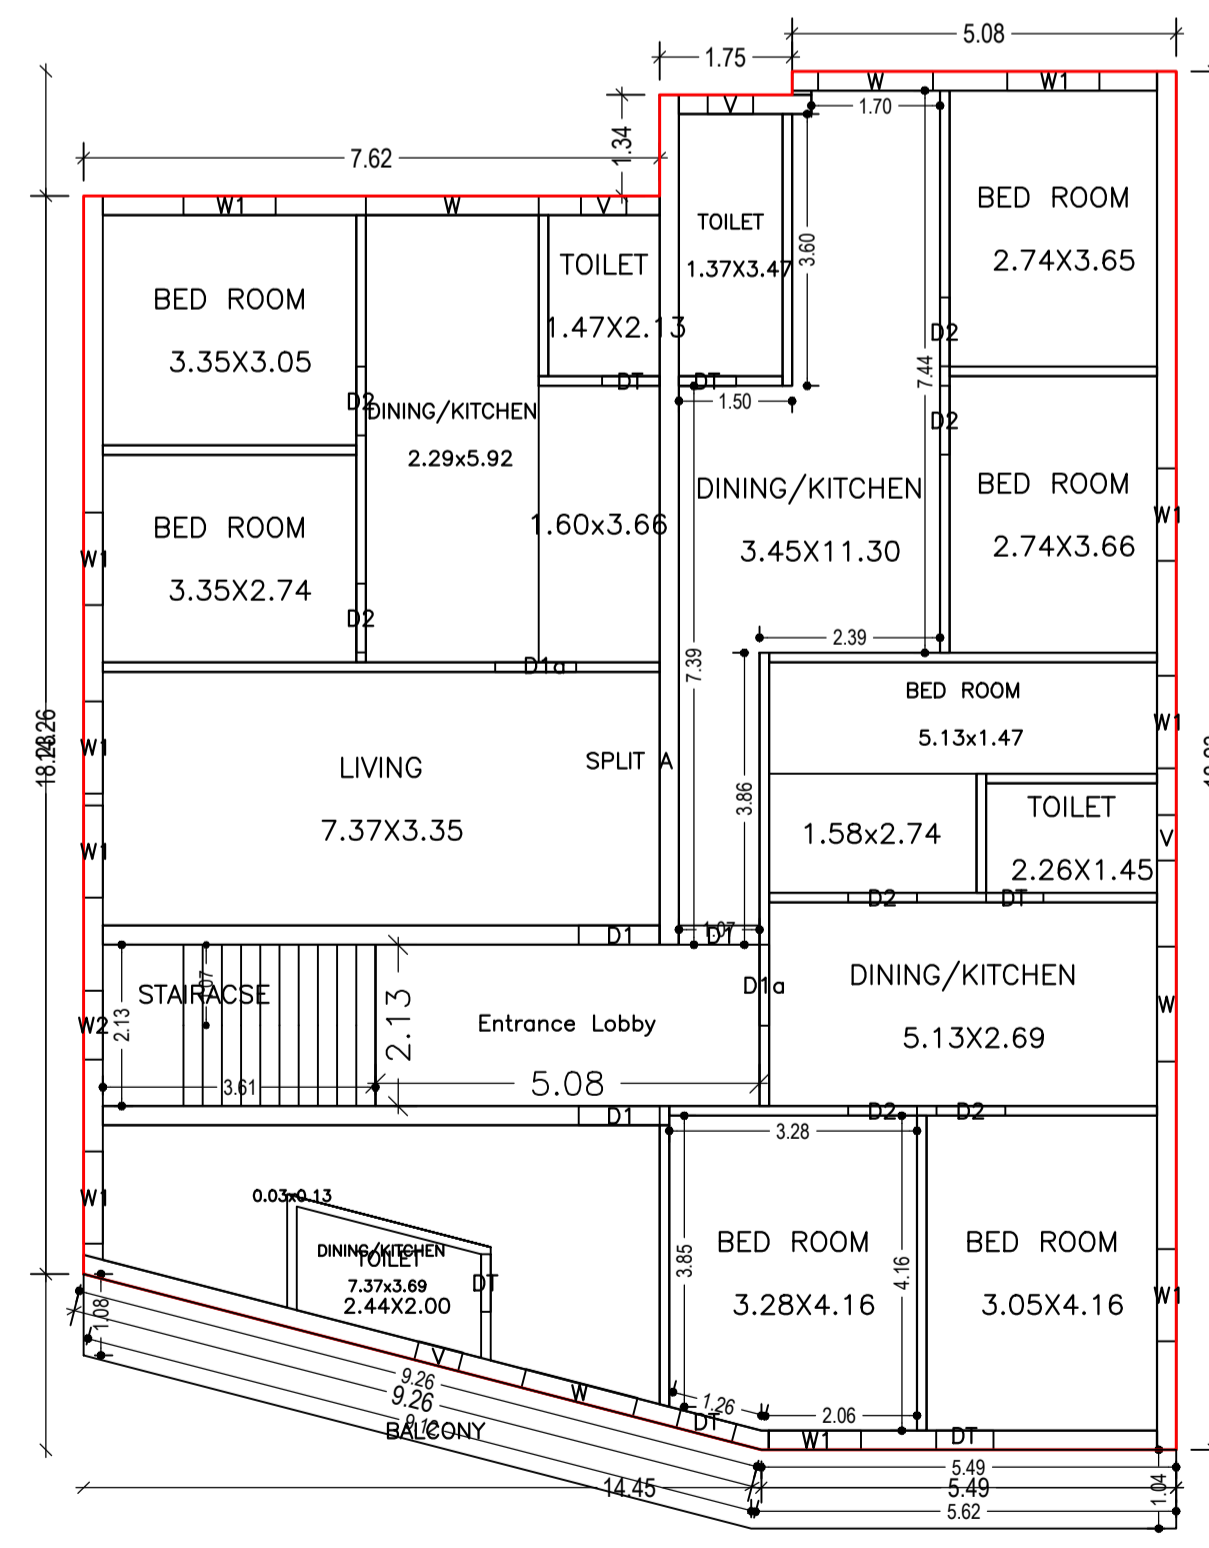 5.08
1.75
W
W1
V
1.70
1.34
7.62
W1
W
V
BED ROOM
2.74X3.65
TOILET
1.37X3.47
3.60
TOILET
1.47X2.13
BED ROOM
3.35X3.05
D2
7.44
DT
DT
1.50
D2
DINING/KITCHEN
2.29x5.92
D2
DINING/KITCHEN
3.45X11.30
BED ROOM
2.74X3.66
W1
1.60x3.66
BED ROOM
3.35X2.74
W1
D2
2.39
D1a
7.39
BED ROOM
5.13x1.47
W1
LIVING
7.37X3.35
SPLIT A
W1
3.86
1.58x2.74
TOILET
2.26X1.45
V
W1
D2
DT
D1
D1
1.07
STAIRACSE
1.07
2.13
W2
2.13
Entrance Lobby
D1a
DINING/KITCHEN
5.13X2.69
W
3.61
5.08
D1
D2
D2
3.28
W1
0.03x0.13
DINING/KITCHEN
TOILET
7.37x3.69
2.44X2.00
DT
3.85
BED ROOM
3.28X4.16
4.16
BED ROOM
3.05X4.16
W1
1.08
V
W
9.26
9.26
1.26
2.06
DT
W1
DT
BALCONY
5.49
14.45
5.49
5.62
1.04